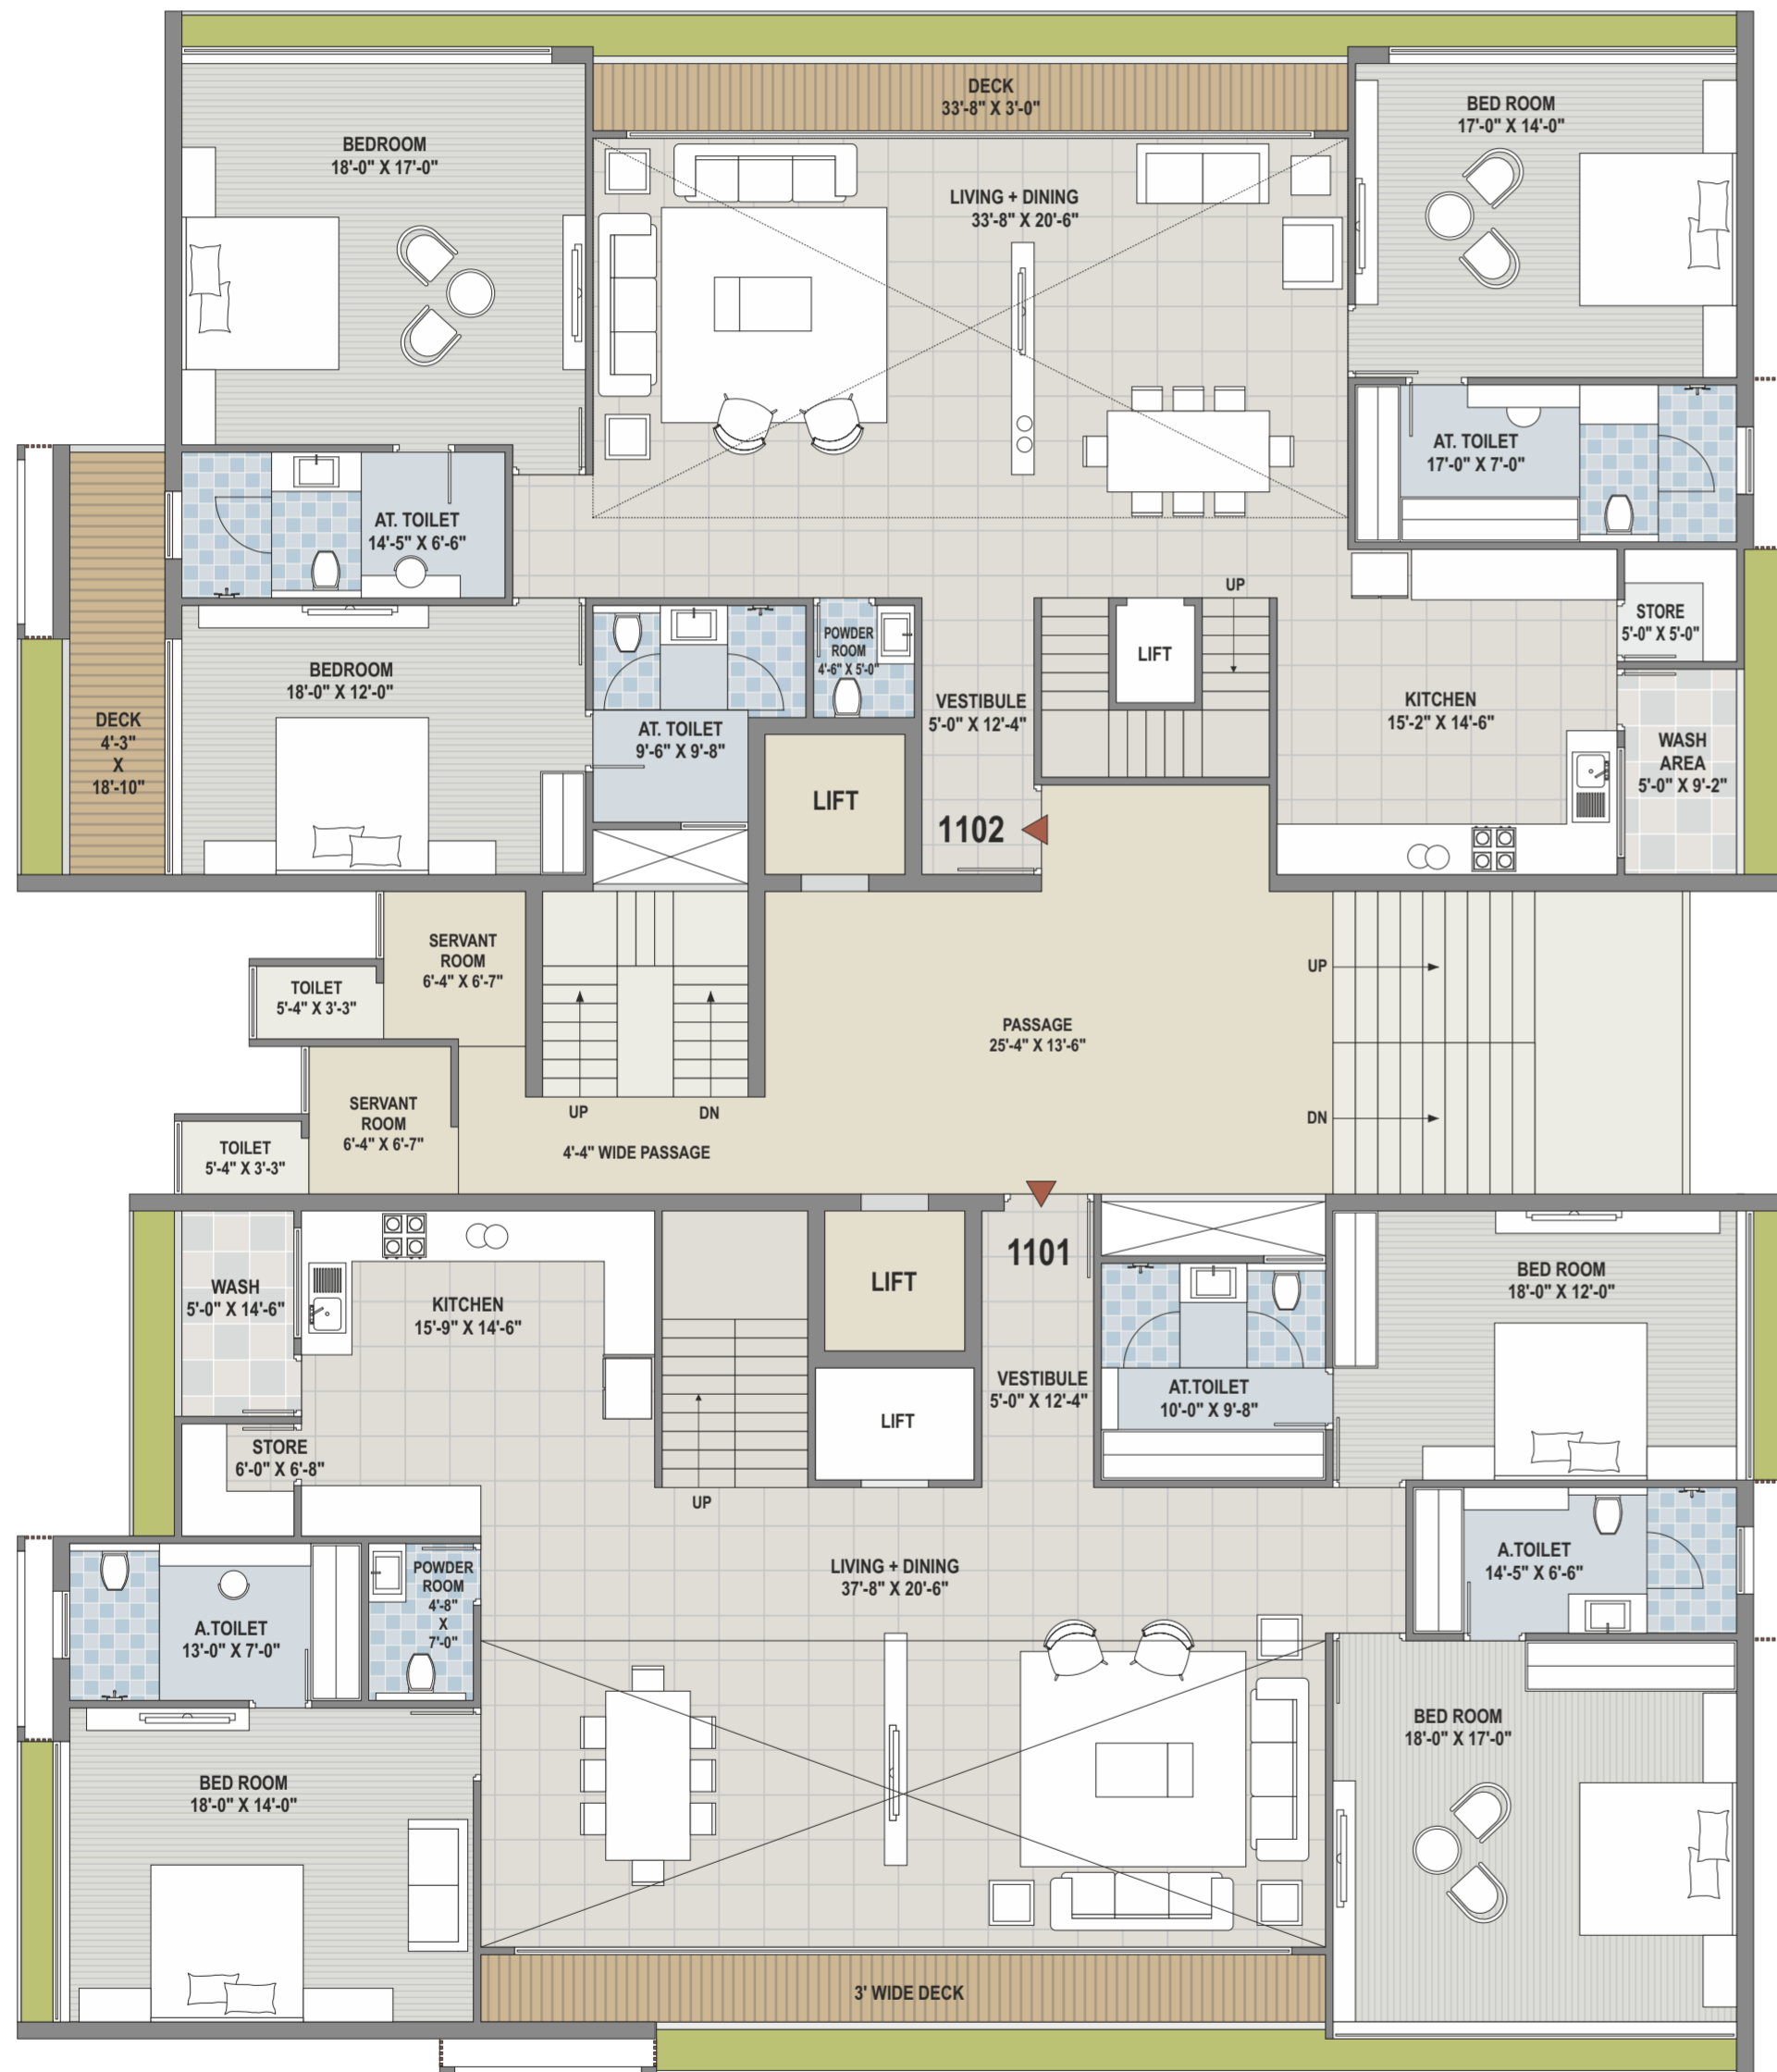 DECK
33'-8" X 3'-0"
BED ROOM
17'-0" X 14'-0"
BEDROOM
18'-0" X 17'-0"
LIVING + DINING
33'-8" X 20'-6"
AT. TOILET
17'-0" X 7'-0"
AT. TOILET
14'-5" X 6'-6"
UP
STORE
5'-0" X 5'-0"
POWDER
ROOM
4'-6" X 5'-0"
LIFT
BEDROOM
18'-0" X 12'-0"
VESTIBULE
5'-0" X 12'-4"
KITCHEN
15'-2" X 14'-6"
DECK
4'-3"
X
18'-10"
AT. TOILET
9'-6" X 9'-8"
WASH
AREA
5'-0" X 9'-2"
LIFT
1102
SERVANT
ROOM
6'-4" X 6'-7"
TOILET
5'-4" X 3'-3"
UP
PASSAGE
25'-4" X 13'-6"
SERVANT
ROOM
6'-4" X 6'-7"
UP
DN
DN
TOILET
5'-4" X 3'-3"
4'-4" WIDE PASSAGE
1101
WASH
5'-0" X 14'-6"
LIFT
BED ROOM
18'-0" X 12'-0"
KITCHEN
15'-9" X 14'-6"
VESTIBULE
5'-0" X 12'-4"
AT.TOILET
10'-0" X 9'-8"
LIFT
STORE
6'-0" X 6'-8"
UP
LIVING + DINING
37'-8" X 20'-6"
A.TOILET
14'-5" X 6'-6"
POWDER
ROOM
4'-8"
X
7'-0"
A.TOILET
13'-0" X 7'-0"
BED ROOM
18'-0" X 17'-0"
BED ROOM
18'-0" X 14'-0"
3' WIDE DECK